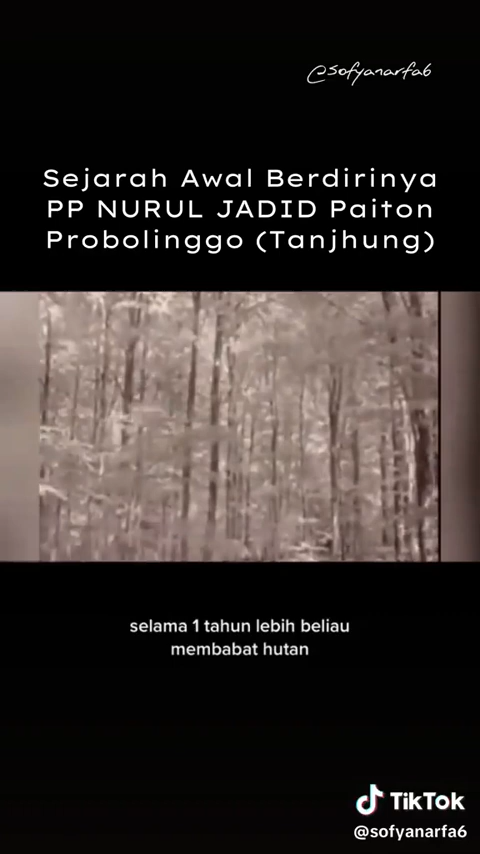 @sofyanarfa6
Sejarah Awal Berdirinya
PP NURUL JADID Paiton
Probolinggo (Tanjhung)
selama 1 tahun lebih beliau
membabat hutan
TikTok
@sofyanarfa6